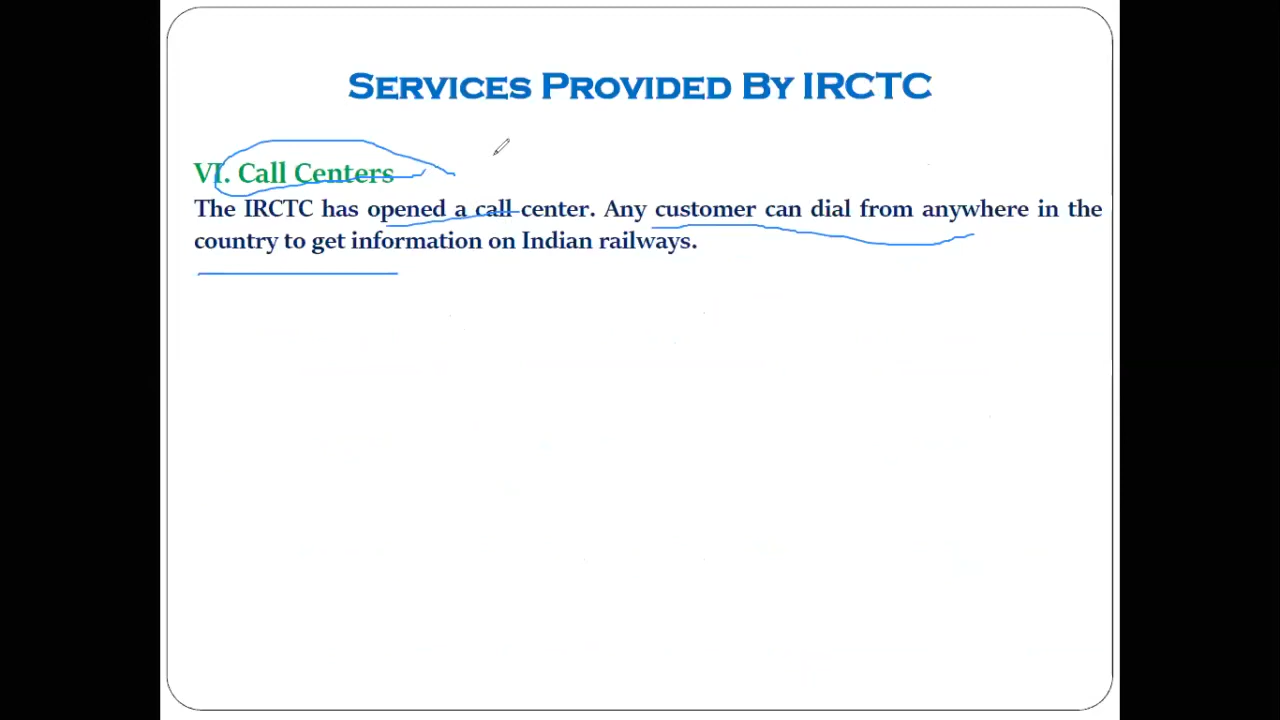 SERVICES PROVIDED BY IRCTC
VI. Call Centers
The IRCTC has opened a call center. Any customer can dial from anywhere in the
country to get information on Indian railways.